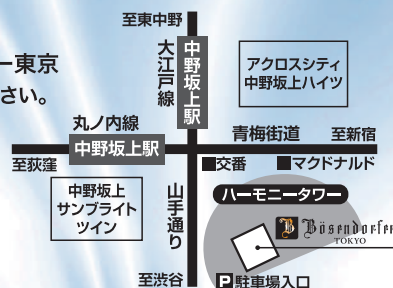 至東中野
ー東京
さい。
大江戸線
中野坂上駅
アクロスシティ
中野坂上ハイツ
丸ノ内線
中野坂上駅
青梅街道
至新宿
至荻窪
■交番
■マクドナルド
中野坂上
サンブライト
ツイン
山手通り
ハーモニータワー
B Bösendorfer
TOKYO
至渋谷
P駐車場入口